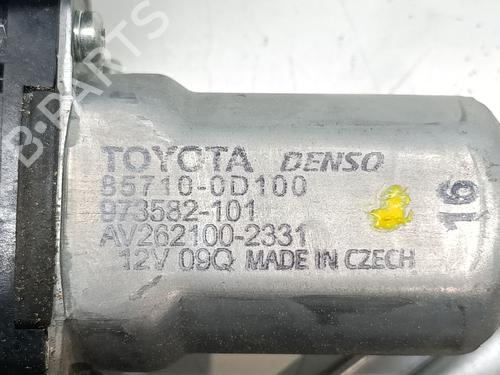 B-PARTS
TOYOTA DENSO
85710-0D100
973582-101
AV262100-2331
12V 09Q MADE IN CZECH
16